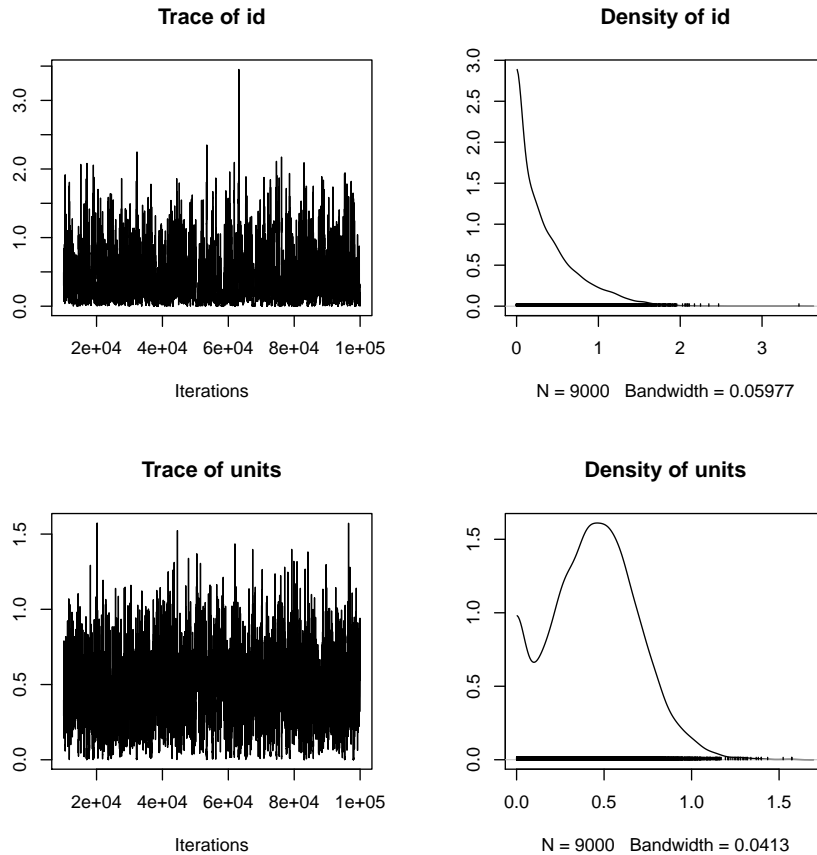 Trace of id
3.0
2.0
1.0
0.0
2e+04 4e+04 6e+04 8e+04 1e+05
Iterations
Density of id
3.0
2.5
2.0
1.5
1.0
0.5
0.0
0 1 2 3
N = 9000 Bandwidth = 0.05977
Trace of units
1.5
1.0
0.5
0.0
2e+04 4e+04 6e+04 8e+04 1e+05
Iterations
Density of units
1.5
1.0
0.5
0.0
0.0 0.5 1.0 1.5
N = 9000 Bandwidth = 0.0413